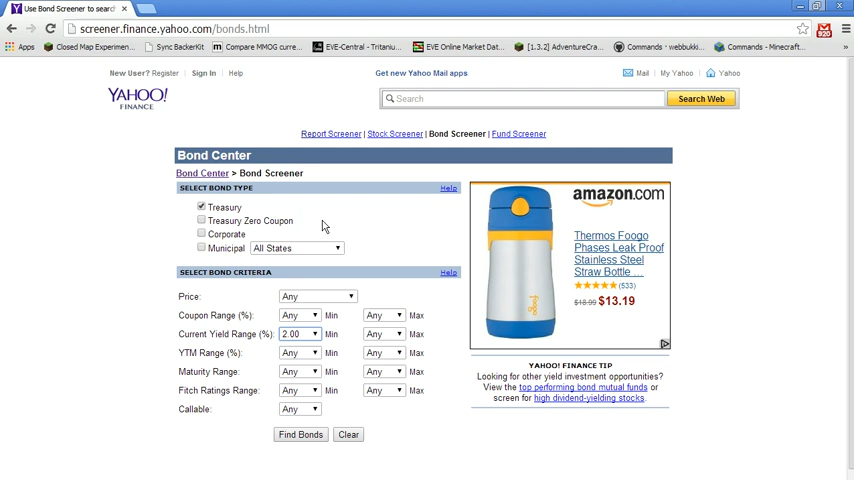 Use Bond Screener to search
screener.finance.yahoo.com/bonds.html
920
Apps Closed Map Experimen... Sync BackerKit Compare MMOG curre... EVE-Central - Tritaniu... EVE Online Market Dat... [1.3.2] AdventureCra... Commands · webbukki... Commands - Minecraft... »
New User? Register Sign In Help Get new Yahoo Mail apps Mail My Yahoo Yahoo
YAHOO!
FINANCE
Search Search Web
Report Screener | Stock Screener | Bond Screener | Fund Screener
Bond Center
Bond Center > Bond Screener
SELECT BOND TYPE Help
Treasury
Treasury Zero Coupon
Corporate
Municipal All States
SELECT BOND CRITERIA Help
Price: Any
Coupon Range (%): Any Min Any Max
Current Yield Range (%): 2.00 Min Any Max
YTM Range (%): Any Min Any Max
Maturity Range: Any Min Any Max
Fitch Ratings Range: Any Min Any Max
Callable: Any
Find Bonds Clear
amazon.com
Thermos Foogo
Phases Leak Proof
Stainless Steel
Straw Bottle ...
(533)
$18.99 $13.19
foogo
YAHOO! FINANCE TIP
Looking for other yield investment opportunities?
View the top performing bond mutual funds or
screen for high dividend-yielding stocks.